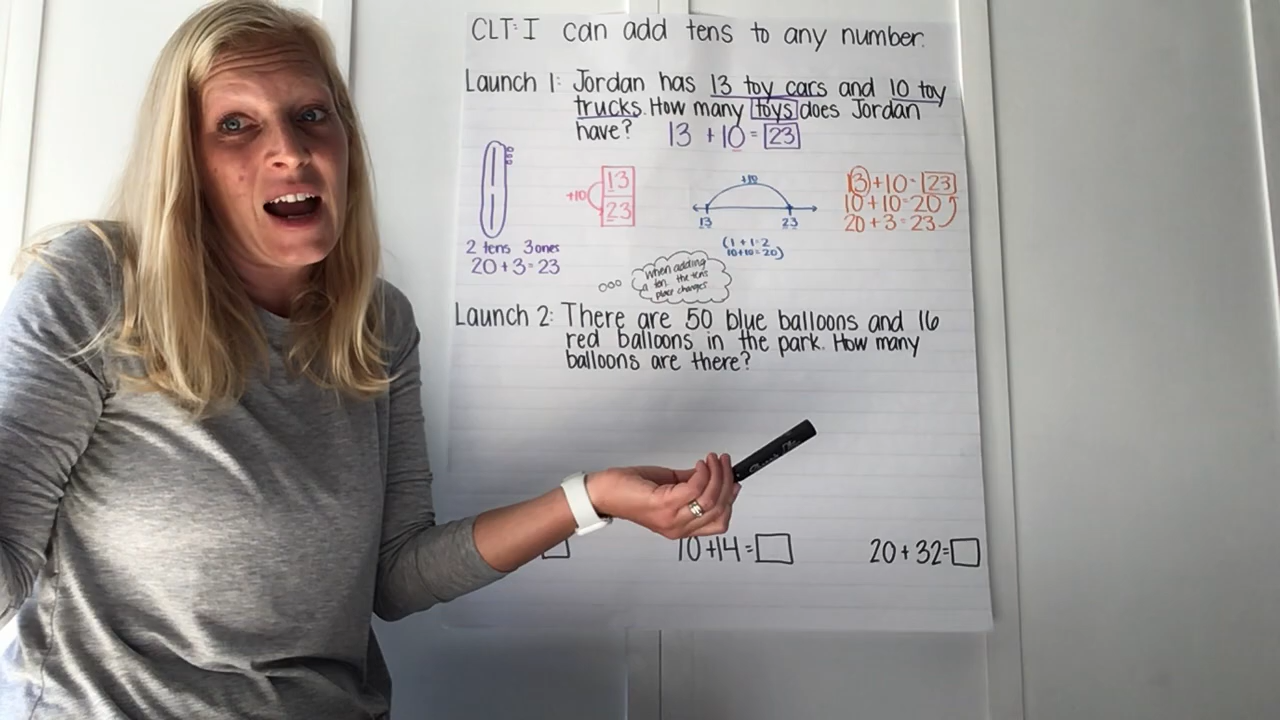 CLT: I can add tens to any number.
Launch 1: Jordan has 13 toy cars and 10 toy
trucks. How many toys does Jordan
have? 13 + 10 = 23
2 tens 3 ones
20 + 3 = 23
+10
13
23
+10
13 23
(1 + 1 = 2
10 + 10 = 20)
13 + 10 = 23
10 + 10 = 20
20 + 3 = 23
When adding
a ten. the tens
place changes
Launch 2: There are 50 blue balloons and 16
red balloons in the park. How many
balloons are there?
10 + 14 = 20 + 32 =